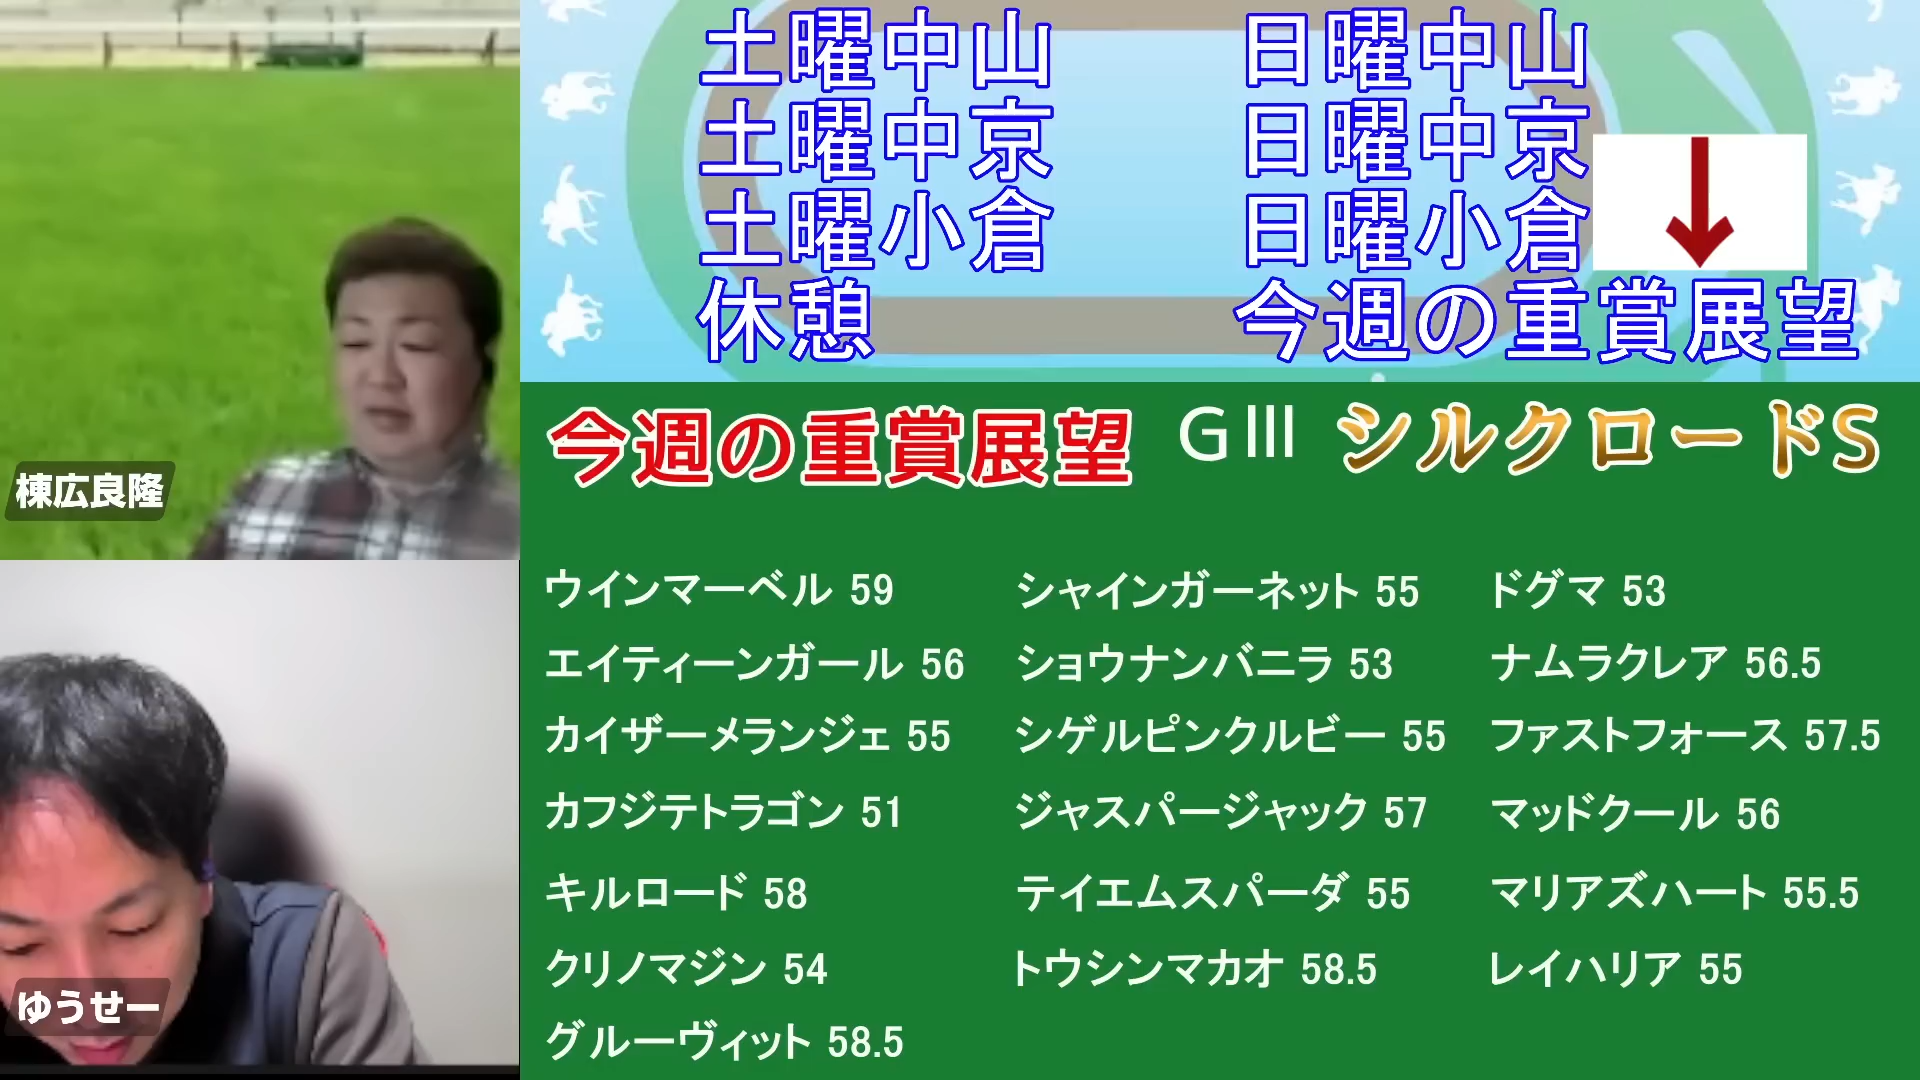 土曜中山
土曜中京
土曜小倉
休憩
日曜中山
日曜中京
日曜小倉
今週の重賞展望
今週の重賞展望 GⅢ シルクロードS
ウインマーベル 59
エイティーンガール 56
カイザーメランジェ 55
カフジテトラゴン 51
キルロード 58
クリノマジン 54
グルーヴィット 58.5
シャインガーネット 55
ショウナンバニラ 53
シゲルピンクルビー 55
ジャスパージャック 57
テイエムスパーダ 55
トウシンマカオ 58.5
ドグマ 53
ナムラクレア 56.5
ファストフォース 57.5
マッドクール 56
マリアズハート 55.5
レイハリア 55
棟広良隆
ゆうせー